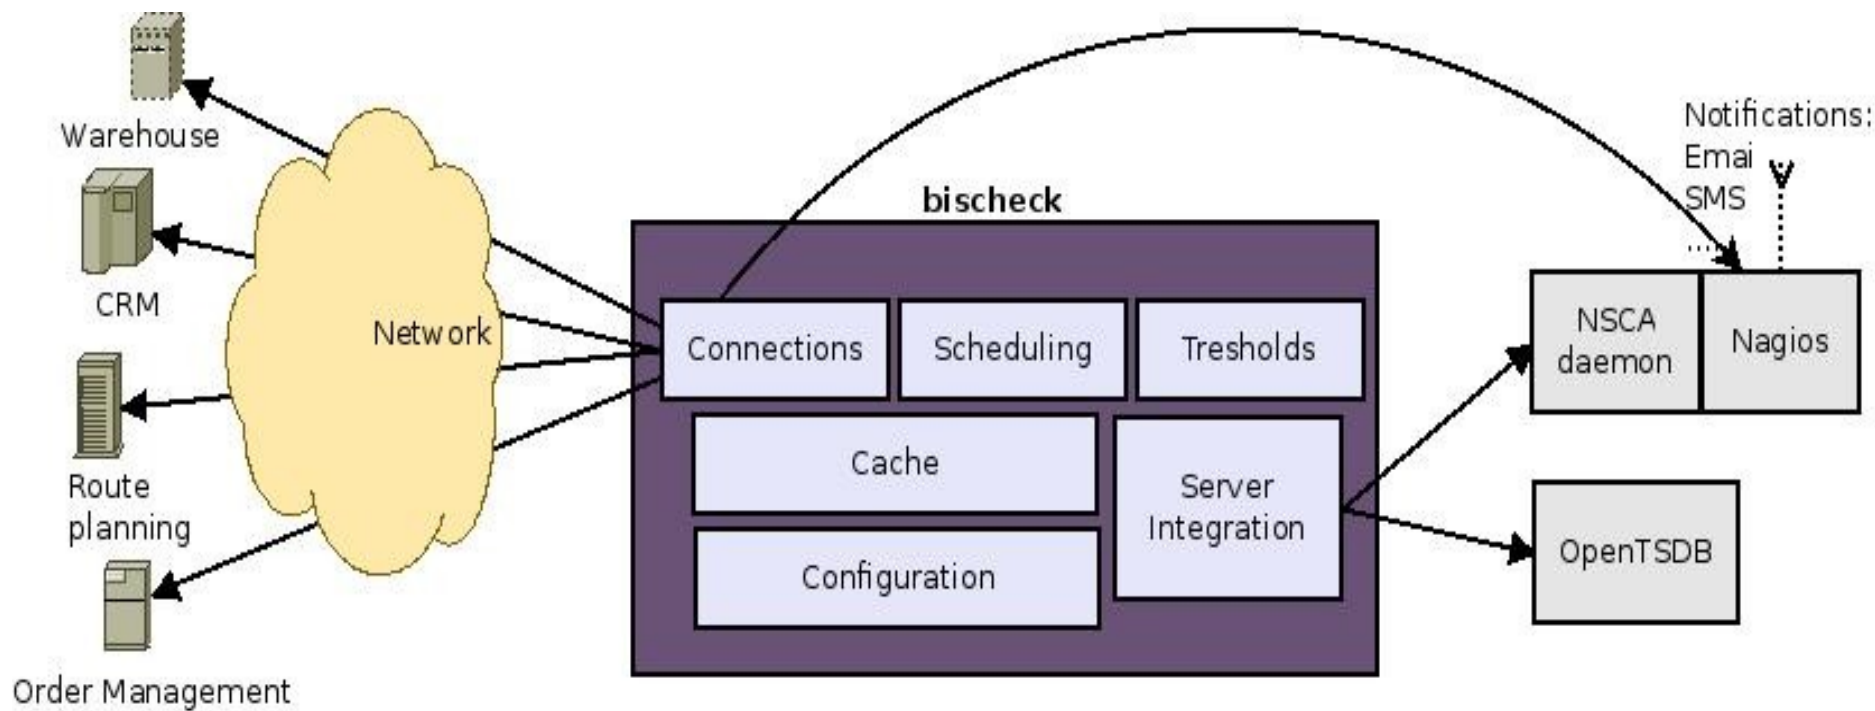 Warehouse
CRM
Route
planning
Order Management
Network
bischeck
Connections
Scheduling
Tresholds
Cache
Configuration
Server
Integration
Notifications:
Emai
SMS
NSCA
daemon
Nagios
OpenTSDB